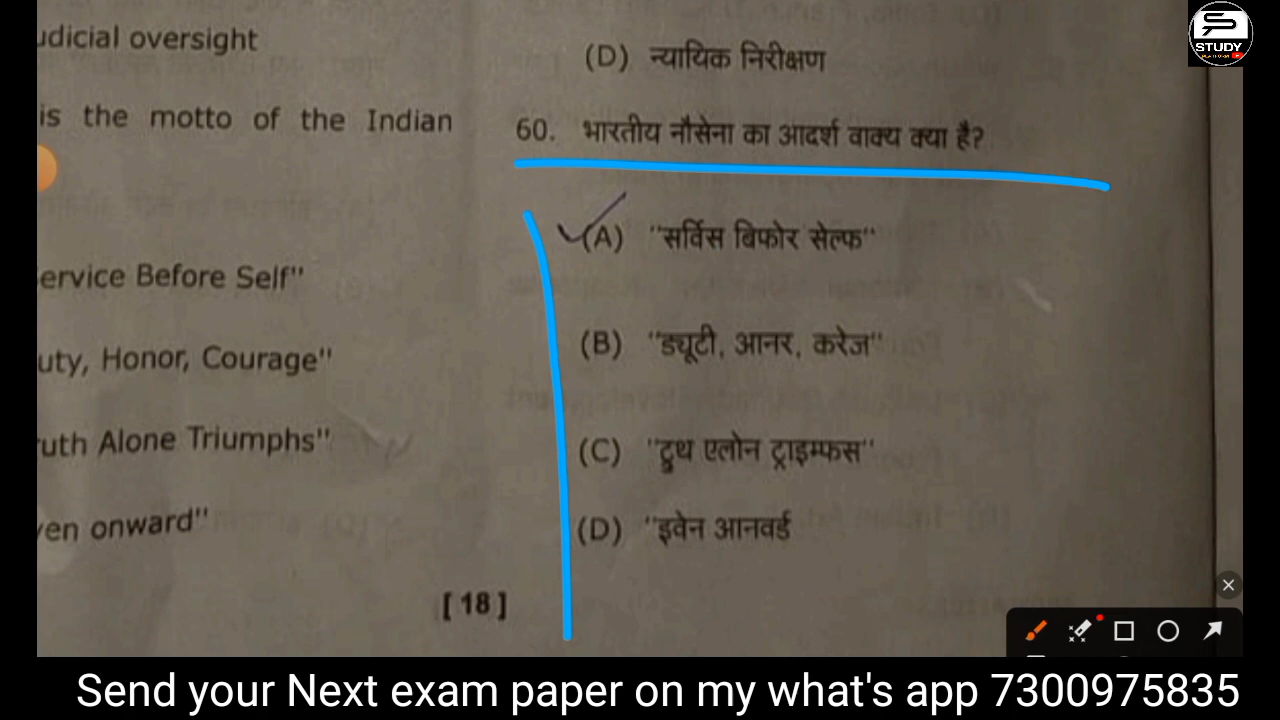 udicial oversight
is the motto of the Indian
ervice Before Self"
uty, Honor, Courage"
uth Alone Triumphs"
ven onward"
(D) न्यायिक निरीक्षण
60. भारतीय नौसेना का आदर्श वाक्य क्या है?
(A) "सर्विस बिफोर सेल्फ"
(B) "ड्यूटी, आनर, करेज"
(C) "ट्रुथ एलोन ट्राइम्फस"
(D) "इवेन आनवर्ड
[ 18 ]
SP
STUDY
PLATFORM
Send your Next exam paper on my what's app 7300975835